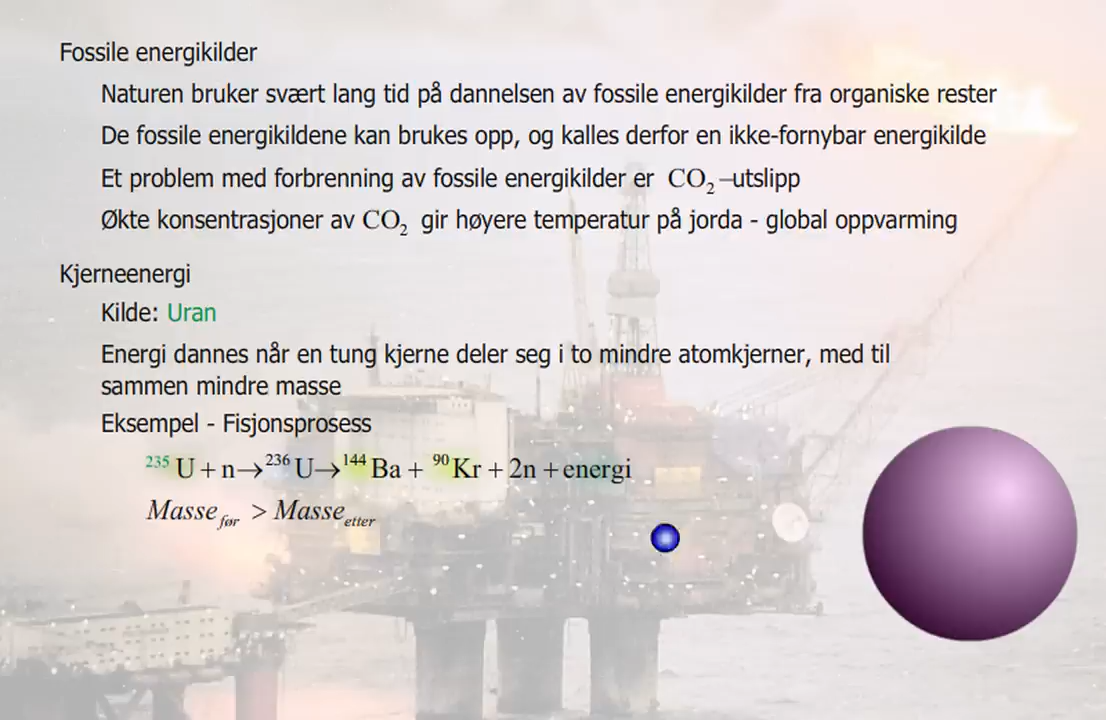 Fossile energikilder
Naturen bruker svært lang tid på dannelsen av fossile energikilder fra organiske rester
De fossile energikildene kan brukes opp, og kalles derfor en ikke-fornybar energikilde
Et problem med forbrenning av fossile energikilder er CO₂ –utslipp
Økte konsentrasjoner av CO₂ gir høyere temperatur på jorda - global oppvarming
Kjerneenergi
Kilde: Uran
Energi dannes når en tung kjerne deler seg i to mindre atomkjerner, med til
sammen mindre masse
Eksempel - Fisjonsprosess
²³⁵U + n → ²³⁶U → ¹⁴⁴Ba + ⁹⁰Kr + 2n + energi
Masse før > Masse etter